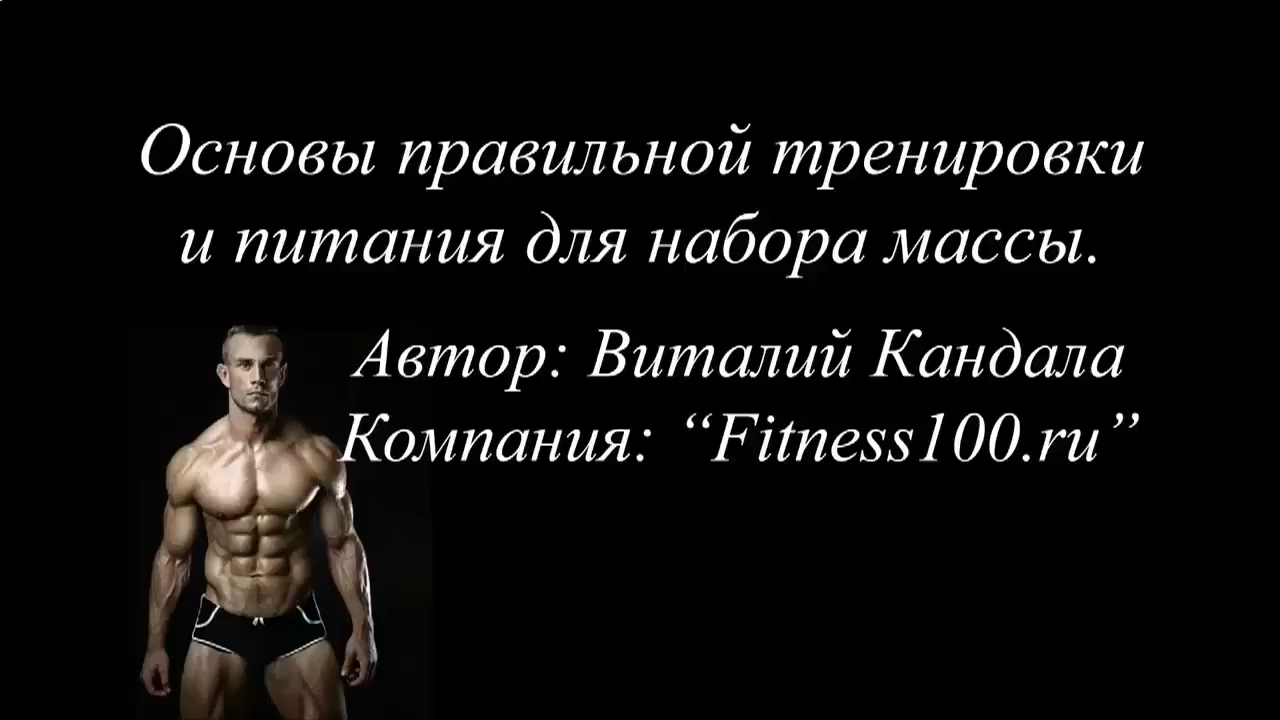 Основы правильной тренировки
и питания для набора массы.
Автор: Виталий Кандала
Компания: “Fitness100.ru”